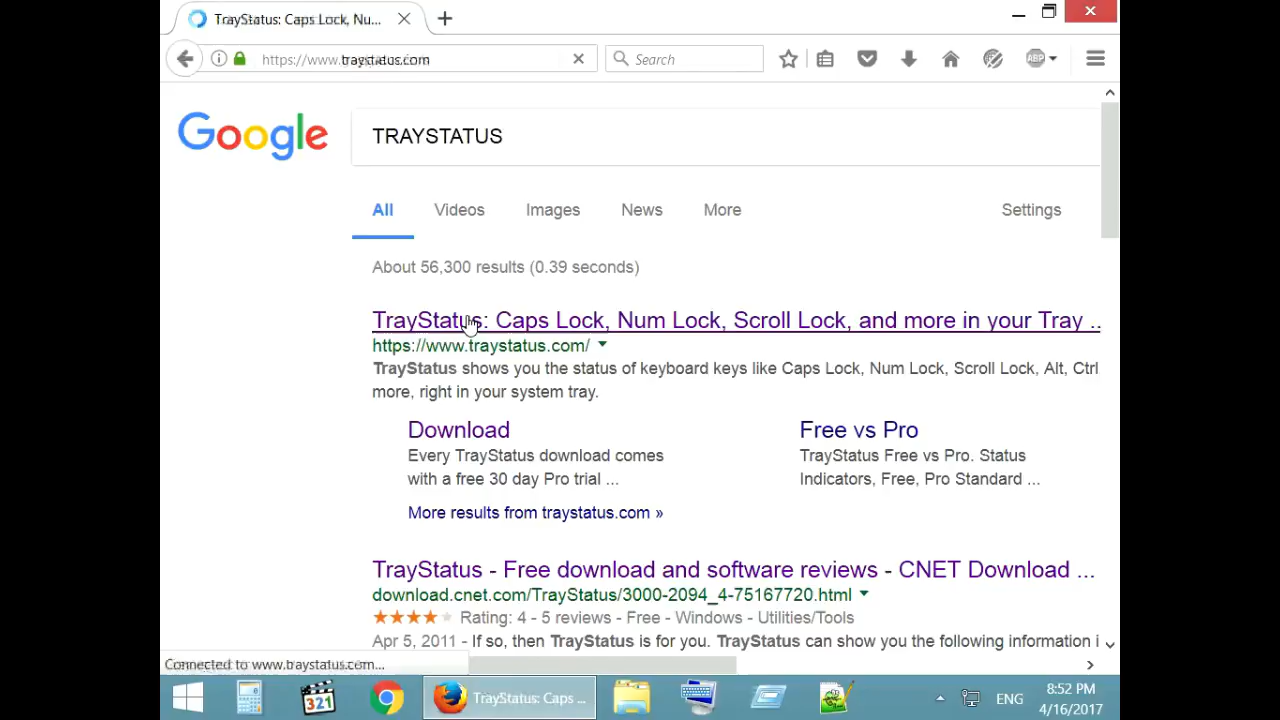 TrayStatus: Caps Lock, Nu...
https://www.traystatus.com
Search
ABP
Google
TRAYSTATUS
All
Videos
Images
News
More
Settings
About 56,300 results (0.39 seconds)
TrayStatus: Caps Lock, Num Lock, Scroll Lock, and more in your Tray ..
https://www.traystatus.com/
TrayStatus shows you the status of keyboard keys like Caps Lock, Num Lock, Scroll Lock, Alt, Ctrl
more, right in your system tray.
Download
Free vs Pro
Every TrayStatus download comes
with a free 30 day Pro trial ...
TrayStatus Free vs Pro. Status
Indicators, Free, Pro Standard ...
More results from traystatus.com »
TrayStatus - Free download and software reviews - CNET Download ...
download.cnet.com/TrayStatus/3000-2094_4-75167720.html
Rating: 4 - 5 reviews - Free - Windows - Utilities/Tools
Apr 5, 2011 - If so, then TrayStatus is for you. TrayStatus can show you the following information i
Connected to www.traystatus.com...
321
TrayStatus: Caps ...
ENG
8:52 PM
4/16/2017